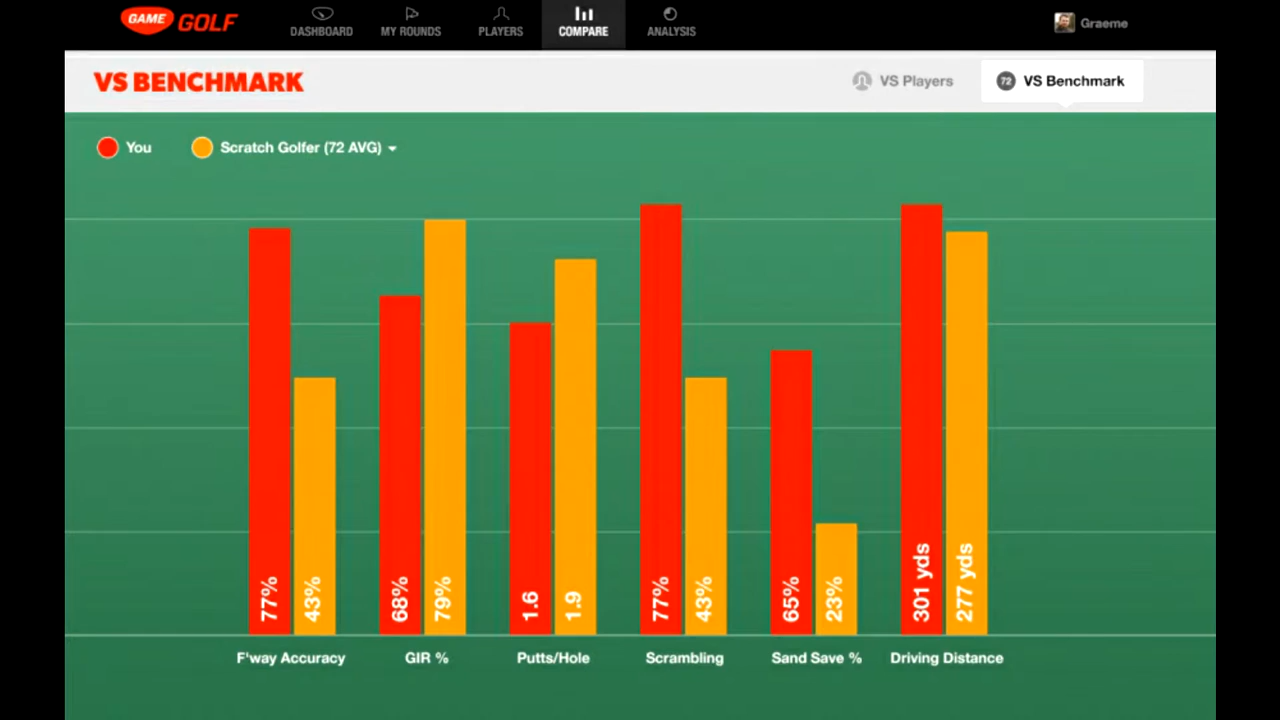 GAME GOLF
DASHBOARD
MY ROUNDS
PLAYERS
COMPARE
ANALYSIS
Graeme
VS BENCHMARK
VS Players
72 VS Benchmark
You
Scratch Golfer (72 AVG)
77%
43%
68%
79%
1.6
1.9
77%
43%
65%
23%
301 yds
277 yds
F'way Accuracy
GIR %
Putts/Hole
Scrambling
Sand Save %
Driving Distance